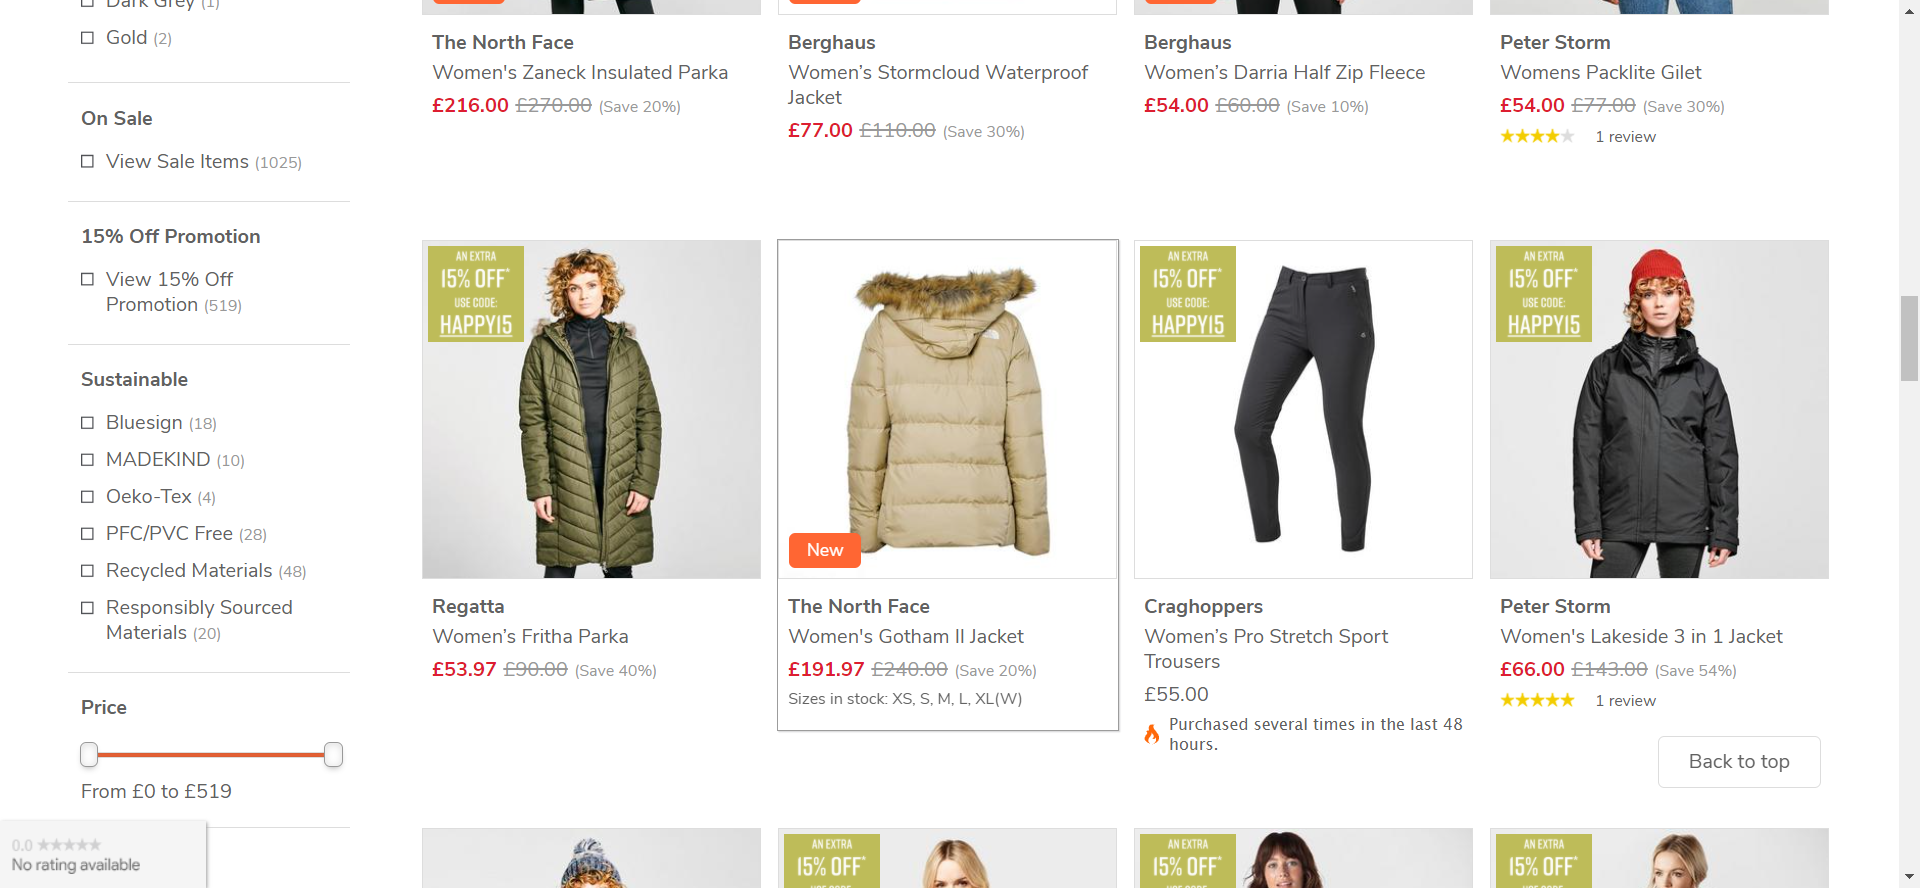 Dark Grey (1)
Gold (2)
On Sale
View Sale Items (1025)
15% Off Promotion
View 15% Off
Promotion (519)
Sustainable
Bluesign (18)
MADEKIND (10)
Oeko-Tex (4)
PFC/PVC Free (28)
Recycled Materials (48)
Responsibly Sourced
Materials (20)
Price
From £0 to £519
0.0
No rating available
The North Face
Women's Zaneck Insulated Parka
£216.00 £270.00 (Save 20%)
Berghaus
Women’s Stormcloud Waterproof
Jacket
£77.00 £110.00 (Save 30%)
Berghaus
Women’s Darria Half Zip Fleece
£54.00 £60.00 (Save 10%)
Peter Storm
Womens Packlite Gilet
£54.00 £77.00 (Save 30%)
1 review
AN EXTRA
15% OFF*
USE CODE:
HAPPY15
Regatta
Women’s Fritha Parka
£53.97 £90.00 (Save 40%)
New
The North Face
Women's Gotham II Jacket
£191.97 £240.00 (Save 20%)
Sizes in stock: XS, S, M, L, XL(W)
AN EXTRA
15% OFF*
USE CODE:
HAPPY15
Craghoppers
Women’s Pro Stretch Sport
Trousers
£55.00
Purchased several times in the last 48
hours.
AN EXTRA
15% OFF*
USE CODE:
HAPPY15
Peter Storm
Women's Lakeside 3 in 1 Jacket
£66.00 £143.00 (Save 54%)
1 review
Back to top
AN EXTRA
15% OFF*
AN EXTRA
15% OFF*
AN EXTRA
15% OFF*